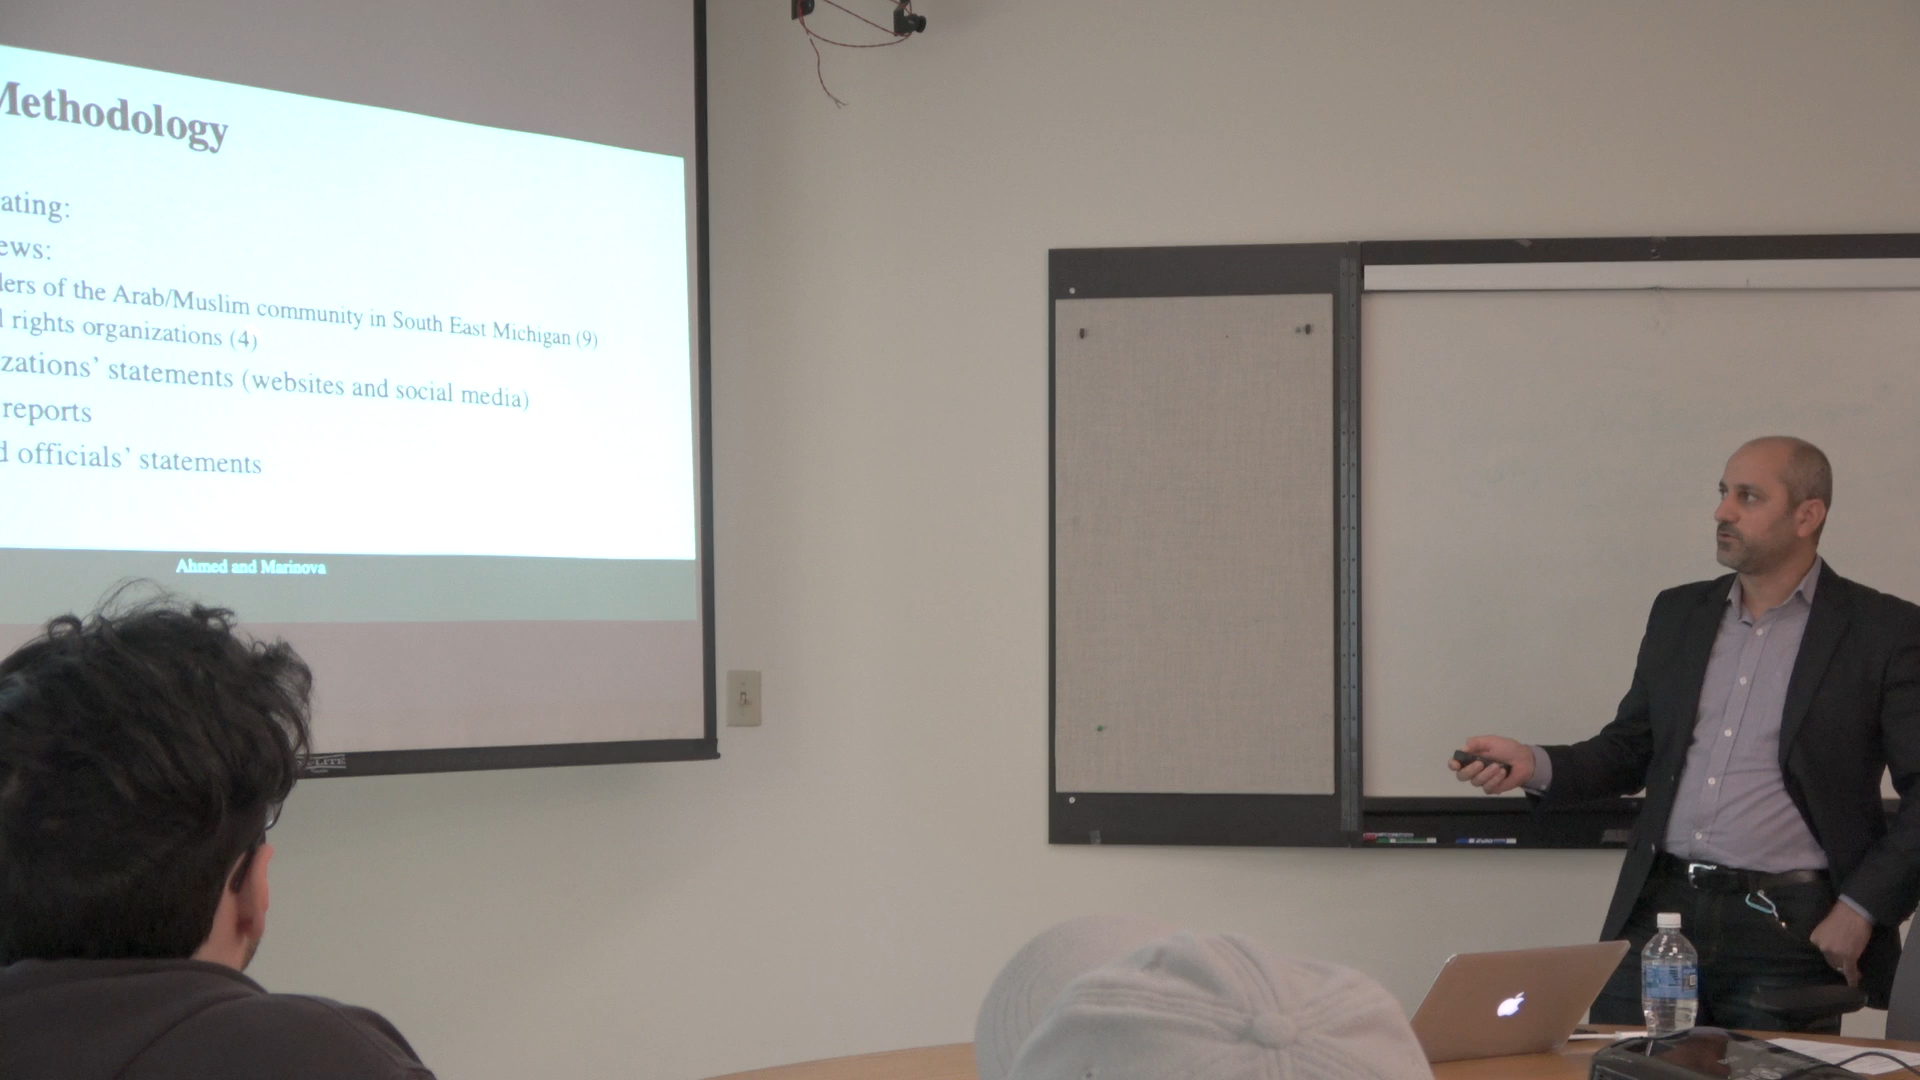 Methodology
ating:
ews:
lers of the Arab/Muslim community in South East Michigan (9)
l rights organizations (4)
zations' statements (websites and social media)
reports
d officials' statements
Ahmed and Marinova